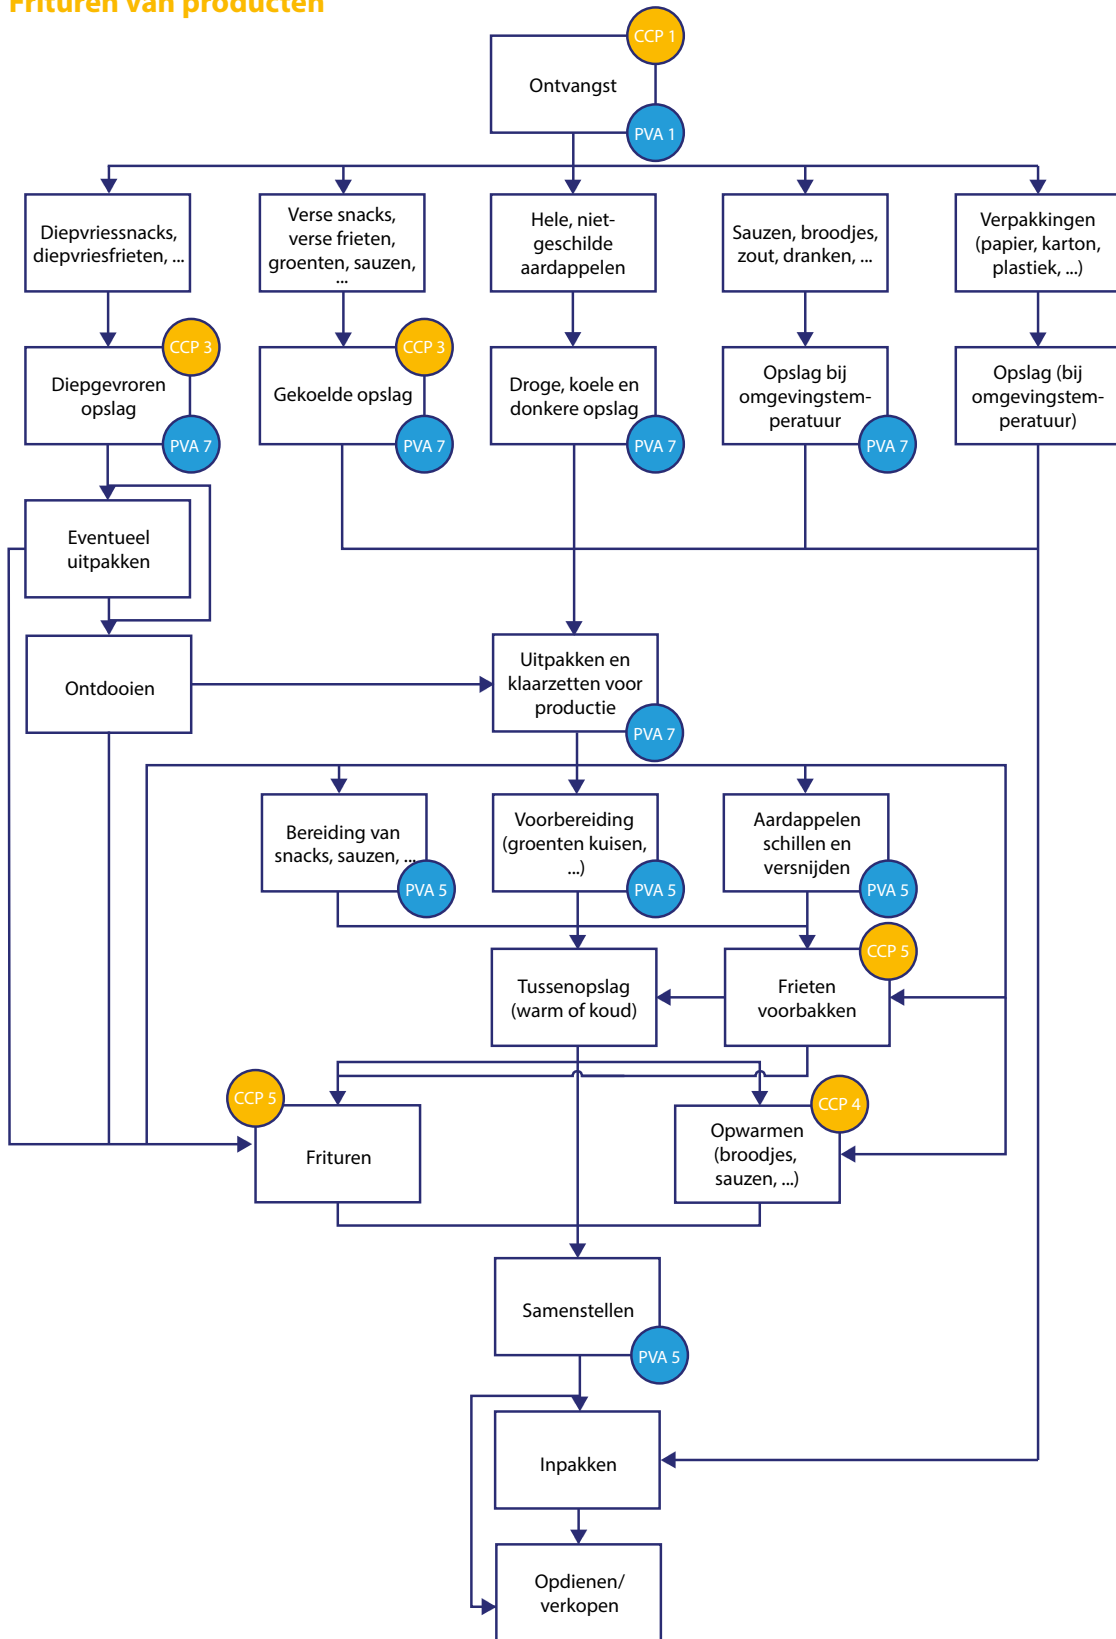 Frituren van producten
CCP 1
Ontvangst
PVA 1
Diepvriessnacks,
diepvriesfrieten, ...
Verse snacks,
verse frieten,
groenten, sauzen,
...
Hele, niet-
geschilde
aardappelen
Sauzen, broodjes,
zout, dranken, ...
Verpakkingen
(papier, karton,
plastiek, ...)
CCP 3
Diepgevroren
opslag
PVA 7
CCP 3
Gekoelde opslag
PVA 7
Droge, koele en
donkere opslag
PVA 7
Opslag bij
omgevingstem-
peratuur
PVA 7
Opslag (bij
omgevingstem-
peratuur)
Eventueel
uitpakken
Ontdooien
Uitpakken en
klaarzetten voor
productie
PVA 7
Bereiding van
snacks, sauzen, ...
PVA 5
Voorbereiding
(groenten kuisen,
...)
PVA 5
Aardappelen
schillen en
versnijden
PVA 5
Tussenopslag
(warm of koud)
CCP 5
Frieten
voorbakken
CCP 5
Frituren
CCP 4
Opwarmen
(broodjes,
sauzen, ...)
Samenstellen
PVA 5
Inpakken
Opdienen/
verkopen